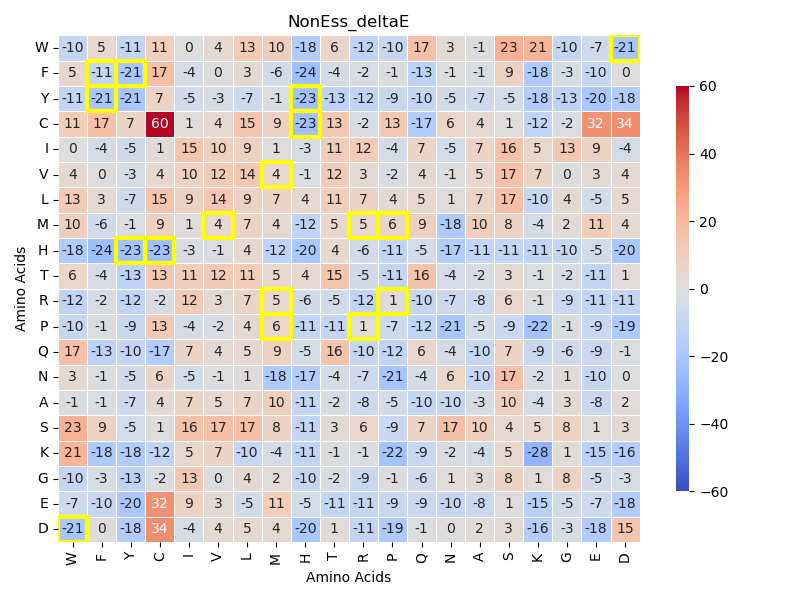 NonEss_deltaE
W -10 5 -11 11 0 4 13 10 -18 6 -12 -10 17 3 -1 23 21 -10 -7 -21
F 5 -11 -21 17 -4 0 3 -6 -24 -4 -2 -1 -13 -1 -1 9 -18 -3 -10 0
Y -11 -21 -21 7 -5 -3 -7 -1 -23 -13 -12 -9 -10 -5 -7 -5 -18 -13 -20 -18
C 11 17 7 60 1 4 15 9 -23 13 -2 13 -17 6 4 1 -12 -2 32 34
I 0 -4 -5 1 15 10 9 1 -3 11 12 -4 7 -5 7 16 5 13 9 -4
V 4 0 -3 4 10 12 14 4 -1 12 3 -2 4 -1 5 17 7 0 3 4
L 13 3 -7 15 9 14 9 7 4 11 7 4 5 1 7 17 -10 4 -5 5
M 10 -6 -1 9 1 4 7 4 -12 5 5 6 9 -18 10 8 -4 2 11 4
H -18 -24 -23 -23 -3 -1 4 -12 -20 4 -6 -11 -5 -17 -11 -11 -11 -10 -5 -20
T 6 -4 -13 13 11 12 11 5 4 15 -5 -11 16 -4 -2 3 -1 -2 -11 1
R -12 -2 -12 -2 12 3 7 5 -6 -5 -12 1 -10 -7 -8 6 -1 -9 -11 -11
P -10 -1 -9 13 -4 -2 4 6 -11 -11 1 -7 -12 -21 -5 -9 -22 -1 -9 -19
Q 17 -13 -10 -17 7 4 5 9 -5 16 -10 -12 6 -4 -10 7 -9 -6 -9 -1
N 3 -1 -5 6 -5 -1 1 -18 -17 -4 -7 -21 -4 6 -10 17 -2 1 -10 0
A -1 -1 -7 4 7 5 7 10 -11 -2 -8 -5 -10 -10 -3 10 -4 3 -8 2
S 23 9 -5 1 16 17 17 8 -11 3 6 -9 7 17 10 4 5 8 1 3
K 21 -18 -18 -12 5 7 -10 -4 -11 -1 -1 -22 -9 -2 -4 5 -28 1 -15 -16
G -10 -3 -13 -2 13 0 4 2 -10 -2 -9 -1 -6 1 3 8 1 8 -5 -3
E -7 -10 -20 32 9 3 -5 11 -5 -11 -11 -9 -9 -10 -8 1 -15 -5 -7 -18
D -21 0 -18 34 -4 4 5 4 -20 1 -11 -19 -1 0 2 3 -16 -3 -18 15
W F Y C I V L M H T R P Q N A S K G E D
Amino Acids
Amino Acids
60
40
20
0
−20
−40
−60